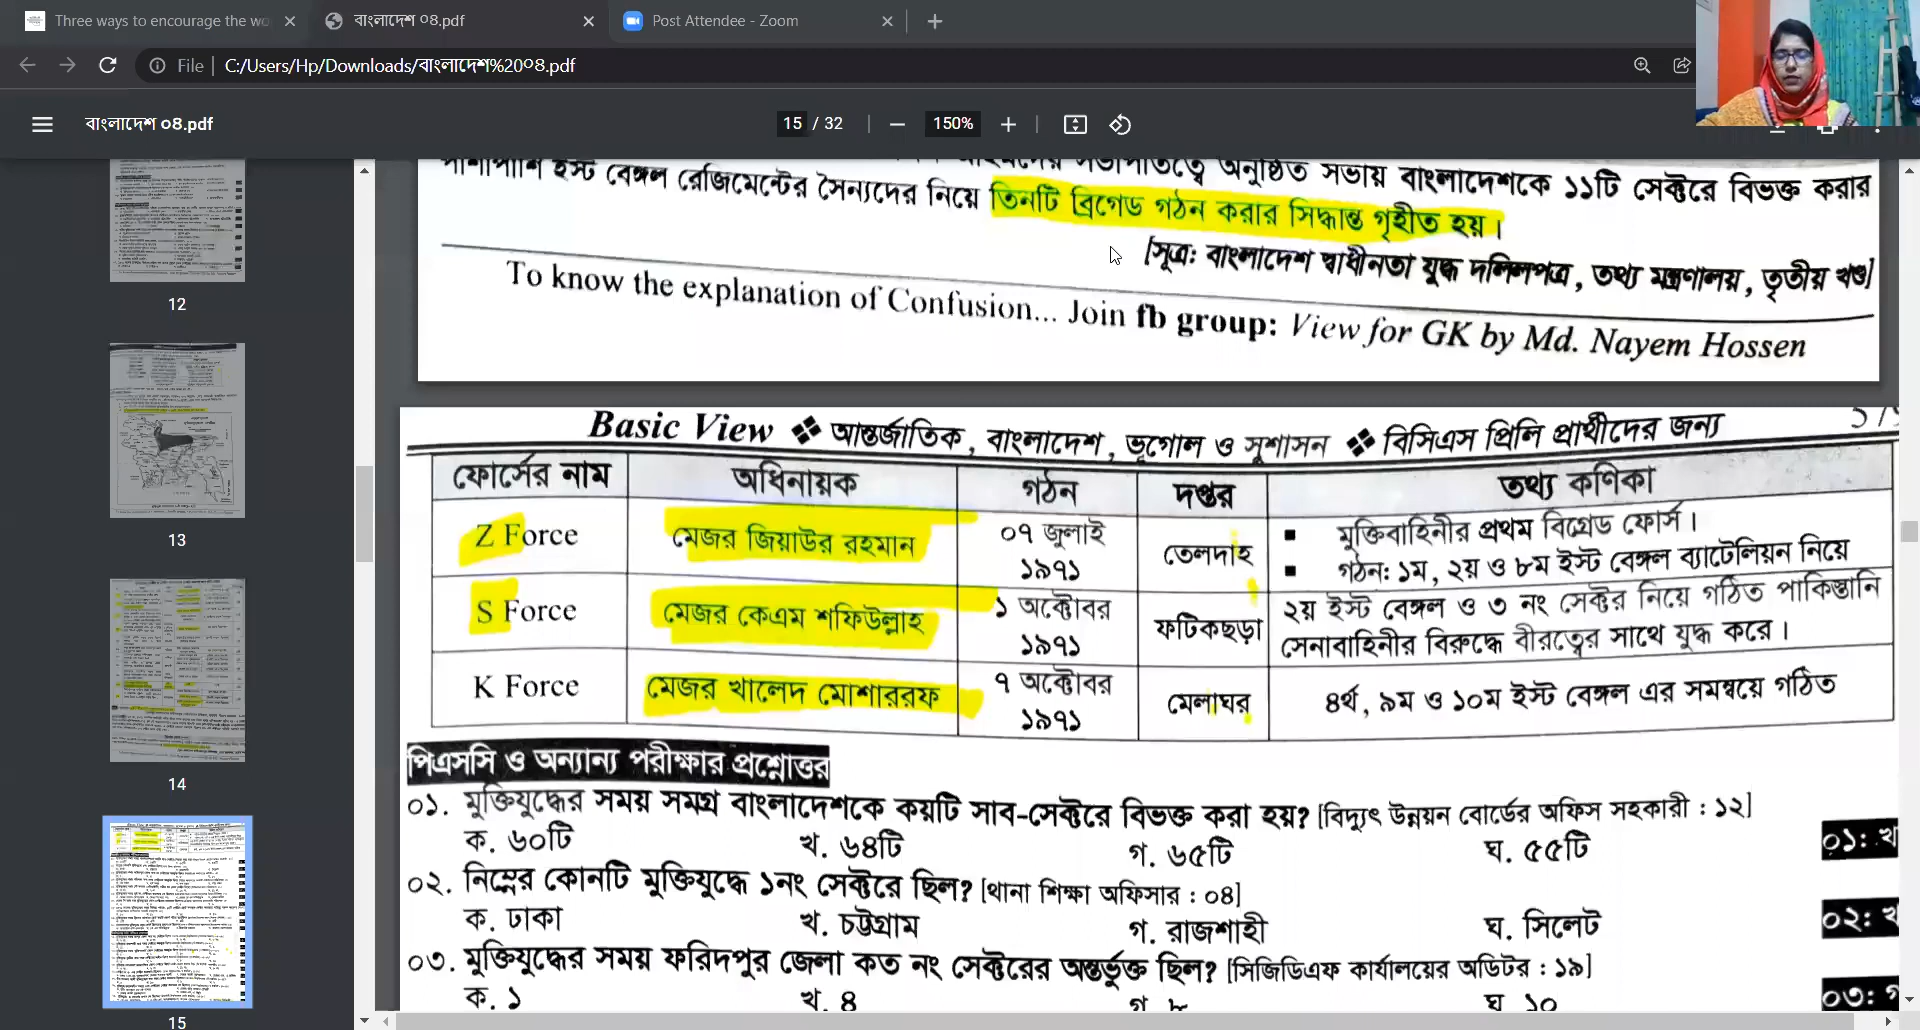 Three ways to encourage the wo
বাংলাদেশ ০৪.pdf
Post Attendee - Zoom
File
C:/Users/Hp/Downloads/বাংলাদেশ%20০8.pdf
বাংলাদেশ ০৪.pdf
15 / 32
150%
সভাপতিত্বে অনুষ্ঠিত সভায় বাংলাদেশকে ১১টি সেক্টরে বিভক্ত করার
পাশাপাশি ইস্ট বেঙ্গল রেজিমেন্টের সৈন্যদের নিয়ে তিনটি ব্রিগেড গঠন করার সিদ্ধান্ত গৃহীত হয়।
[সূত্র: বাংলাদেশ স্বাধীনতা যুদ্ধ দলিলপত্র, তথ্য মন্ত্রণালয়, তৃতীয় খণ্ড]
To know the explanation of Confusion... Join fb group: View for GK by Md. Nayem Hossen
Basic View ❖ আন্তর্জাতিক, বাংলাদেশ, ভূগোল ও সুশাসন ❖ বিসিএস প্রিলি প্রার্থীদের জন্য
ফোর্সের নাম অধিনায়ক গঠন দপ্তর তথ্য কণিকা
Z Force মেজর জিয়াউর রহমান ০৭ জুলাই ১৯৭১ তেলদাহ
▪ মুক্তিবাহিনীর প্রথম বিগ্রেড ফোর্স।
▪ গঠন: ১ম, ২য় ও ৮ম ইস্ট বেঙ্গল ব্যাটেলিয়ন নিয়ে
S Force মেজর কেএম শফিউল্লাহ ১ অক্টোবর ১৯৭১ ফটিকছড়া
২য় ইস্ট বেঙ্গল ও ৩ নং সেক্টর নিয়ে গঠিত পাকিস্তানি
সেনাবাহিনীর বিরুদ্ধে বীরত্বের সাথে যুদ্ধ করে।
K Force মেজর খালেদ মোশাররফ ৭ অক্টোবর ১৯৭১ মেলাঘর ৪র্থ, ৯ম ও ১০ম ইস্ট বেঙ্গল এর সমন্বয়ে গঠিত
পিএসসি ও অন্যান্য পরীক্ষার প্রশ্নোত্তর
০১. মুক্তিযুদ্ধের সময় সমগ্র বাংলাদেশকে কয়টি সাব-সেক্টরে বিভক্ত করা হয়? [বিদ্যুৎ উন্নয়ন বোর্ডের অফিস সহকারী : ১২]
ক. ৬০টি খ. ৬৪টি গ. ৬৫টি ঘ. ৫৫টি ০১: খ
০২. নিম্নের কোনটি মুক্তিযুদ্ধে ১নং সেক্টরে ছিল? [থানা শিক্ষা অফিসার : ০৪]
ক. ঢাকা খ. চট্টগ্রাম গ. রাজশাহী ঘ. সিলেট ০২: খ
০৩. মুক্তিযুদ্ধের সময় ফরিদপুর জেলা কত নং সেক্টরের অন্তর্ভুক্ত ছিল? [সিজিডিএফ কার্যালয়ের অডিটর : ১৯]
ক. ১ খ. ৪ গ. ৮ ঘ. ১০ ০৩: গ
12
13
14
15